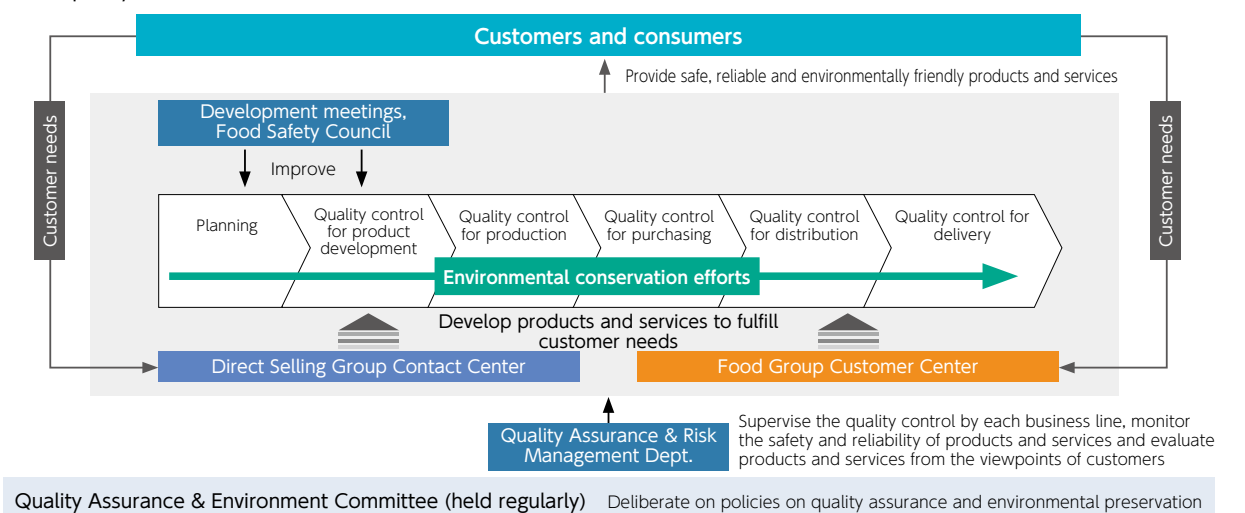 Customers and consumers
Provide safe, reliable and environmentally friendly products and services
Customer needs
Customer needs
Development meetings,
Food Safety Council
Improve
Planning
Quality control
for product
development
Quality control
for production
Quality control
for purchasing
Quality control
for distribution
Quality control for
delivery
Environmental conservation efforts
Develop products and services to fulfill
customer needs
Direct Selling Group Contact Center
Food Group Customer Center
Quality Assurance & Risk
Management Dept.
Supervise the quality control by each business line, monitor
the safety and reliability of products and services and evaluate
products and services from the viewpoints of customers
Quality Assurance & Environment Committee (held regularly) Deliberate on policies on quality assurance and environmental preservation